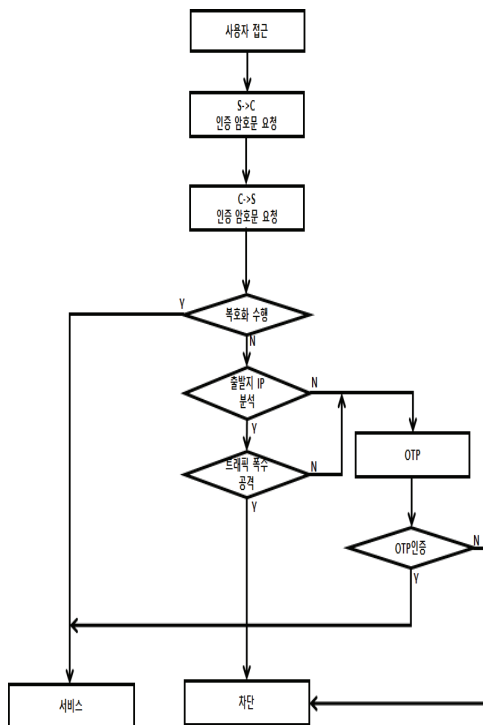 사용자 접근
S->C
인증 암호문 요청
C->S
인증 암호문 요청
Y
복호화 수행
N
출발지 IP
분석
N
Y
OTP
트래픽 폭수
공격
N
Y
OTP인증
N
Y
서비스
차단